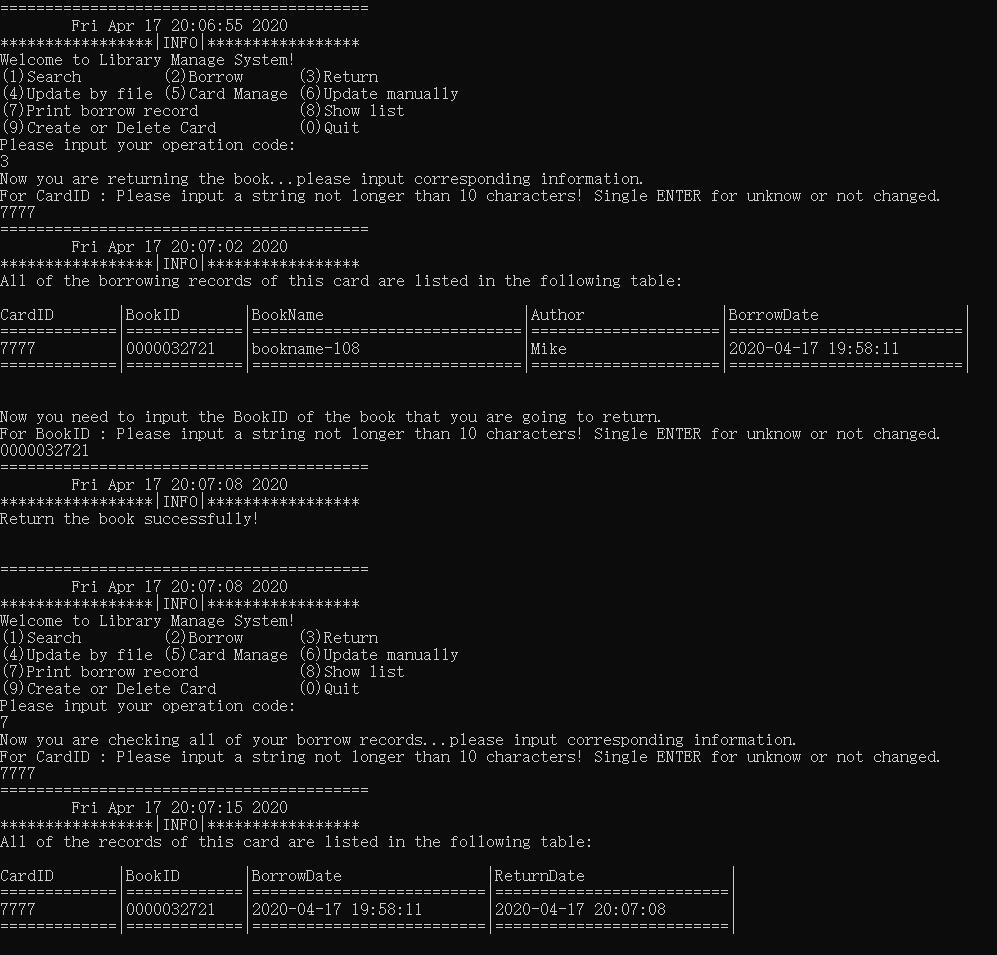 =========================================
        Fri Apr 17 20:06:55 2020
*****************|INFO|*****************
Welcome to Library Manage System!
(1)Search         (2)Borrow      (3)Return
(4)Update by file (5)Card Manage (6)Update manually
(7)Print borrow record           (8)Show list
(9)Create or Delete Card         (0)Quit
Please input your operation code:
3
Now you are returning the book...please input corresponding information.
For CardID : Please input a string not longer than 10 characters! Single ENTER for unknow or not changed.
7777
=========================================
        Fri Apr 17 20:07:02 2020
*****************|INFO|*****************
All of the borrowing records of this card are listed in the following table:
CardID       |BookID       |BookName                      |Author               |BorrowDate                |
=============|=============|==============================|=====================|==========================|
7777         |0000032721   |bookname-108                  |Mike                 |2020-04-17 19:58:11       |
=============|=============|==============================|=====================|==========================|
Now you need to input the BookID of the book that you are going to return.
For BookID : Please input a string not longer than 10 characters! Single ENTER for unknow or not changed.
0000032721
=========================================
        Fri Apr 17 20:07:08 2020
*****************|INFO|*****************
Return the book successfully!
=========================================
        Fri Apr 17 20:07:08 2020
*****************|INFO|*****************
Welcome to Library Manage System!
(1)Search         (2)Borrow      (3)Return
(4)Update by file (5)Card Manage (6)Update manually
(7)Print borrow record           (8)Show list
(9)Create or Delete Card         (0)Quit
Please input your operation code:
7
Now you are checking all of your borrow records...please input corresponding information.
For CardID : Please input a string not longer than 10 characters! Single ENTER for unknow or not changed.
7777
=========================================
        Fri Apr 17 20:07:15 2020
*****************|INFO|*****************
All of the records of this card are listed in the following table:
CardID       |BookID       |BorrowDate                |ReturnDate                |
=============|=============|==========================|==========================|
7777         |0000032721   |2020-04-17 19:58:11       |2020-04-17 20:07:08       |
=============|=============|==========================|==========================|